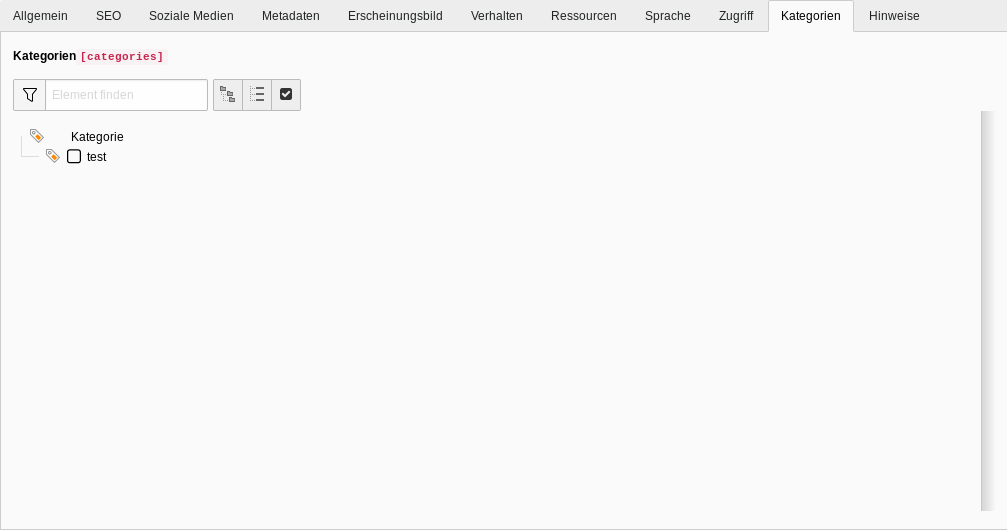 Allgemein SEO Soziale Medien Metadaten Erscheinungsbild Verhalten Ressourcen Sprache Zugriff Kategorien Hinweise
Kategorien [categories]
Element finden
Kategorie
test